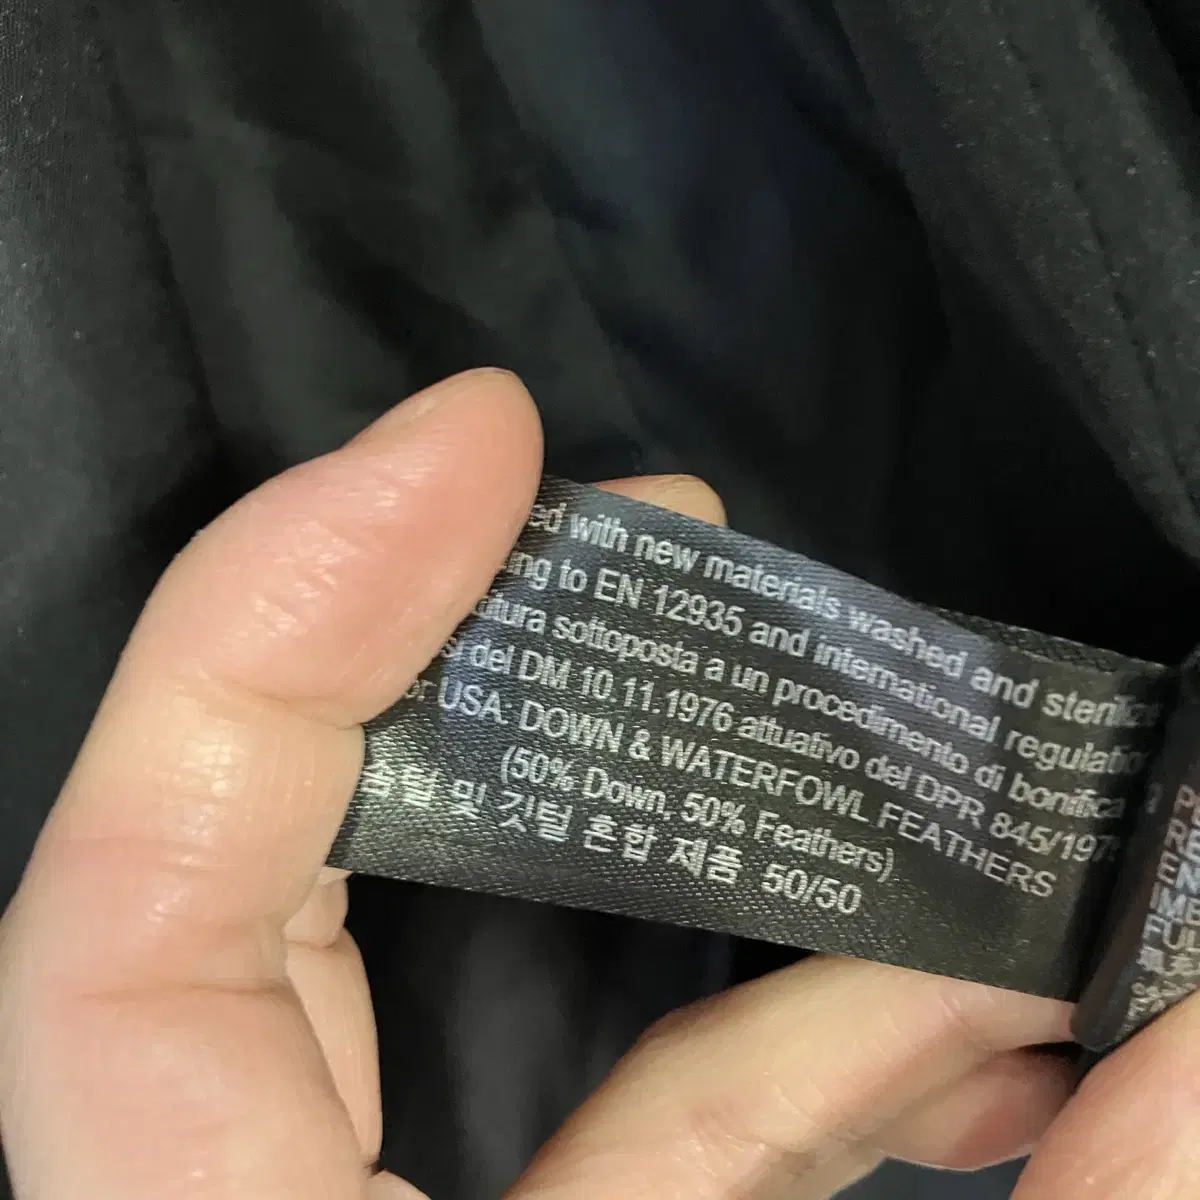 with new materials washed and
to EN 12935 and international
sottoposta a un procedimento di bonifica
del DM 10.11.1976 attuativo del DPR 845/197
USA. DOWN & WATERFOWL FEATHERS
(50% Down. 50% Feathers)
솜털 및 깃털 혼합 제품 50/50